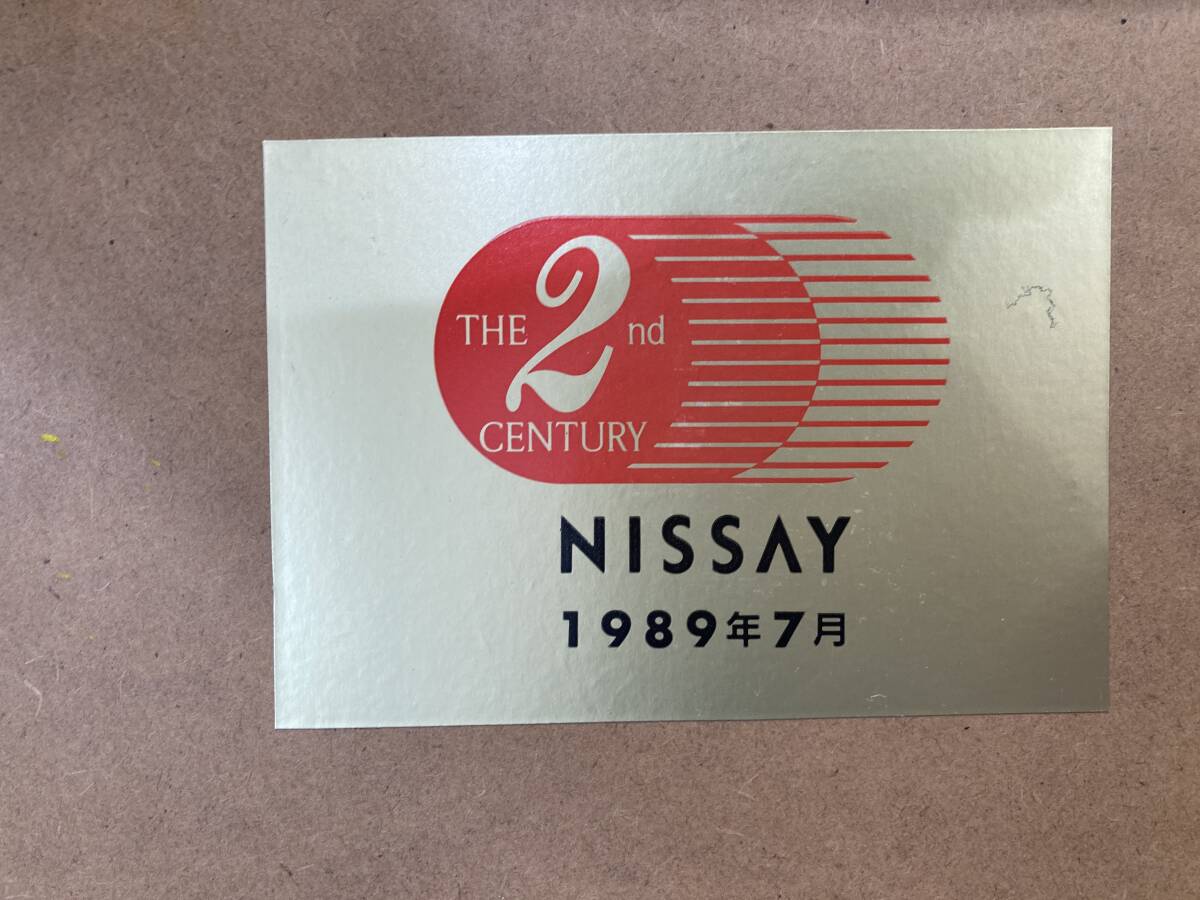 THE 2nd
CENTURY
NISSAY
1989年7月